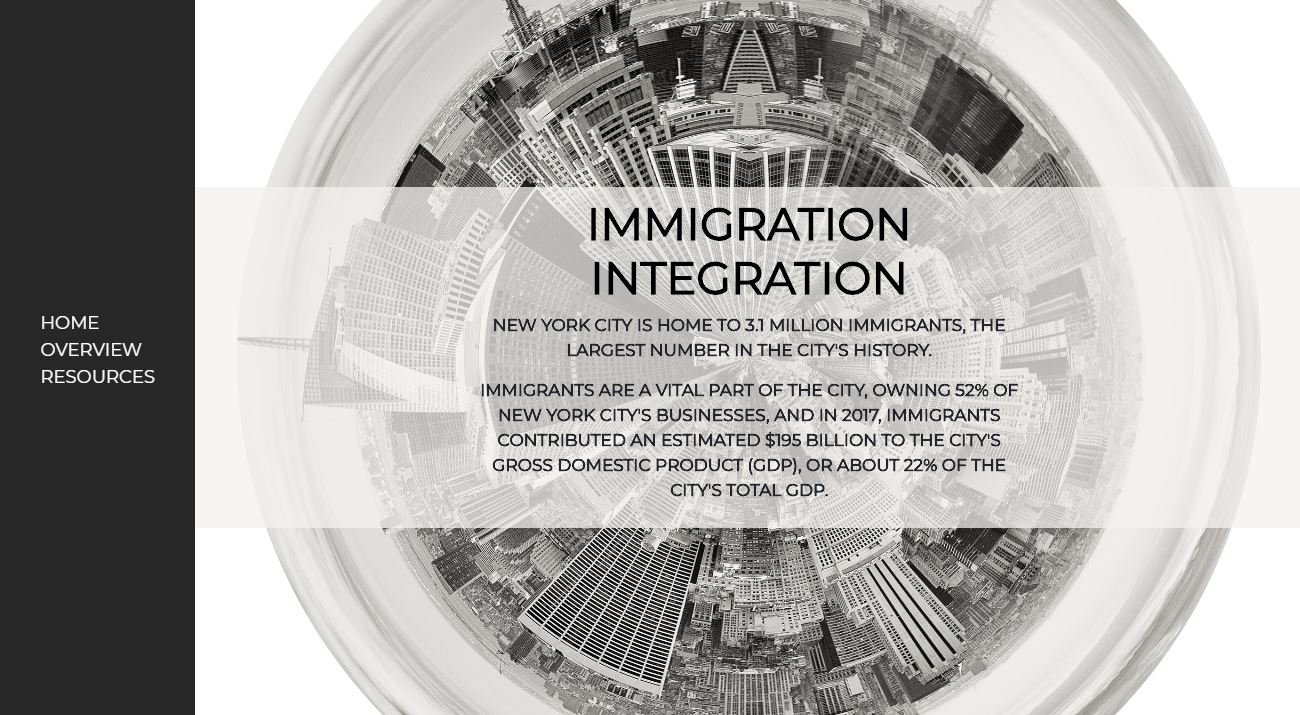 HOME
OVERVIEW
RESOURCES
IMMIGRATION
INTEGRATION
NEW YORK CITY IS HOME TO 3.1 MILLION IMMIGRANTS, THE
LARGEST NUMBER IN THE CITY'S HISTORY.
IMMIGRANTS ARE A VITAL PART OF THE CITY, OWNING 52% OF
NEW YORK CITY'S BUSINESSES, AND IN 2017, IMMIGRANTS
CONTRIBUTED AN ESTIMATED $195 BILLION TO THE CITY'S
GROSS DOMESTIC PRODUCT (GDP), OR ABOUT 22% OF THE
CITY'S TOTAL GDP.